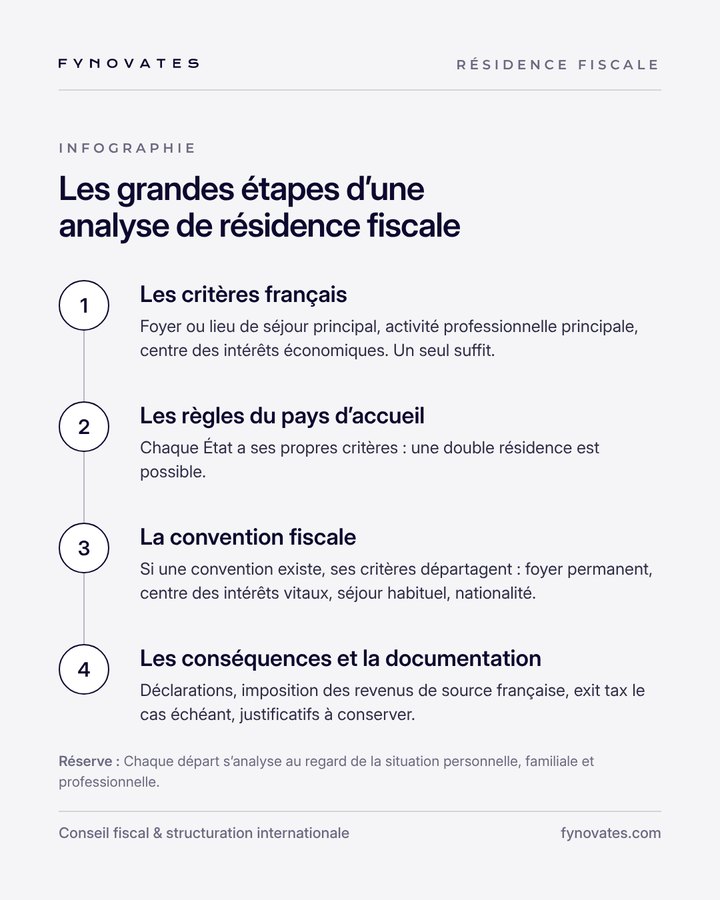 FYNOVATES
RÉSIDENCE FISCALE
INFOGRAPHIE
Les grandes étapes d’une
analyse de résidence fiscale
1
Les critères français
Foyer ou lieu de séjour principal, activité professionnelle principale,
centre des intérêts économiques. Un seul suffit.
2
Les règles du pays d’accueil
Chaque État a ses propres critères : une double résidence est
possible.
3
La convention fiscale
Si une convention existe, ses critères départagent : foyer permanent,
centre des intérêts vitaux, séjour habituel, nationalité.
4
Les conséquences et la documentation
Déclarations, imposition des revenus de source française, exit tax le
cas échéant, justificatifs à conserver.
Réserve : Chaque départ s’analyse au regard de la situation personnelle, familiale et
professionnelle.
Conseil fiscal & structuration internationale
fynovates.com